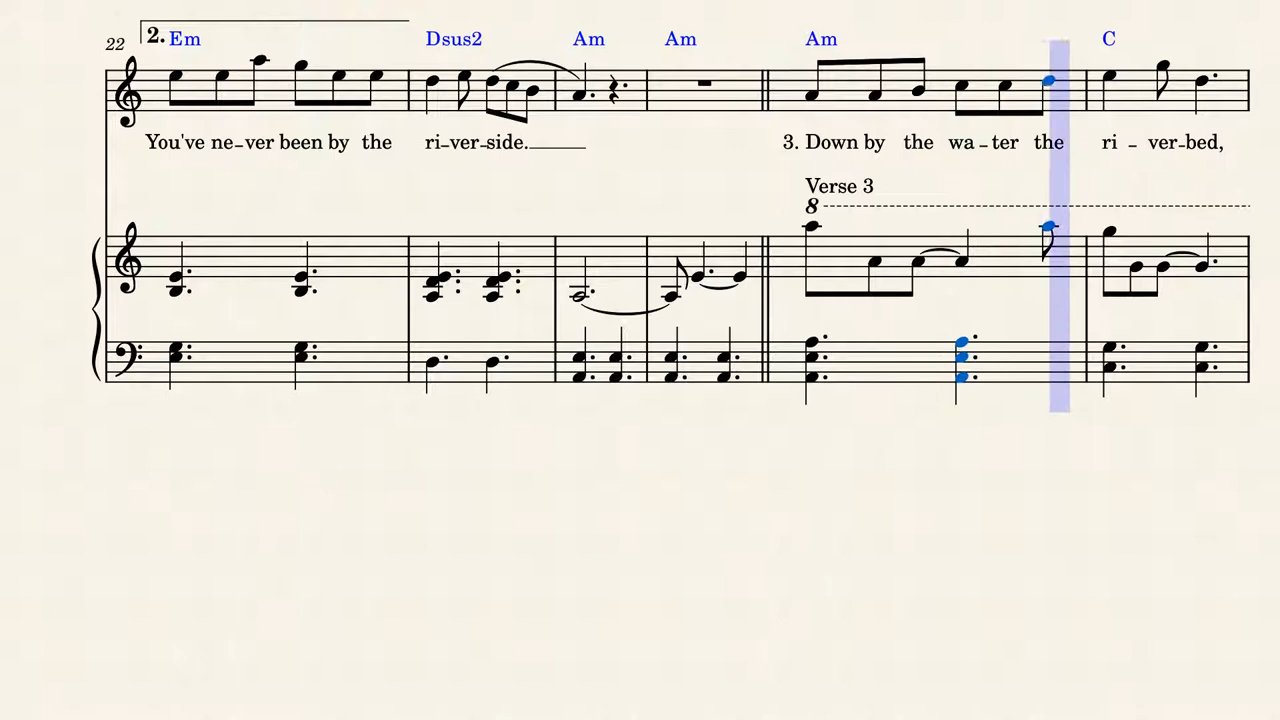 22 2. Em Dsus2 Am Am Am C
You've ne-ver been by the ri-ver-side. 3. Down by the wa-ter the ri-ver-bed,
Verse 3
8